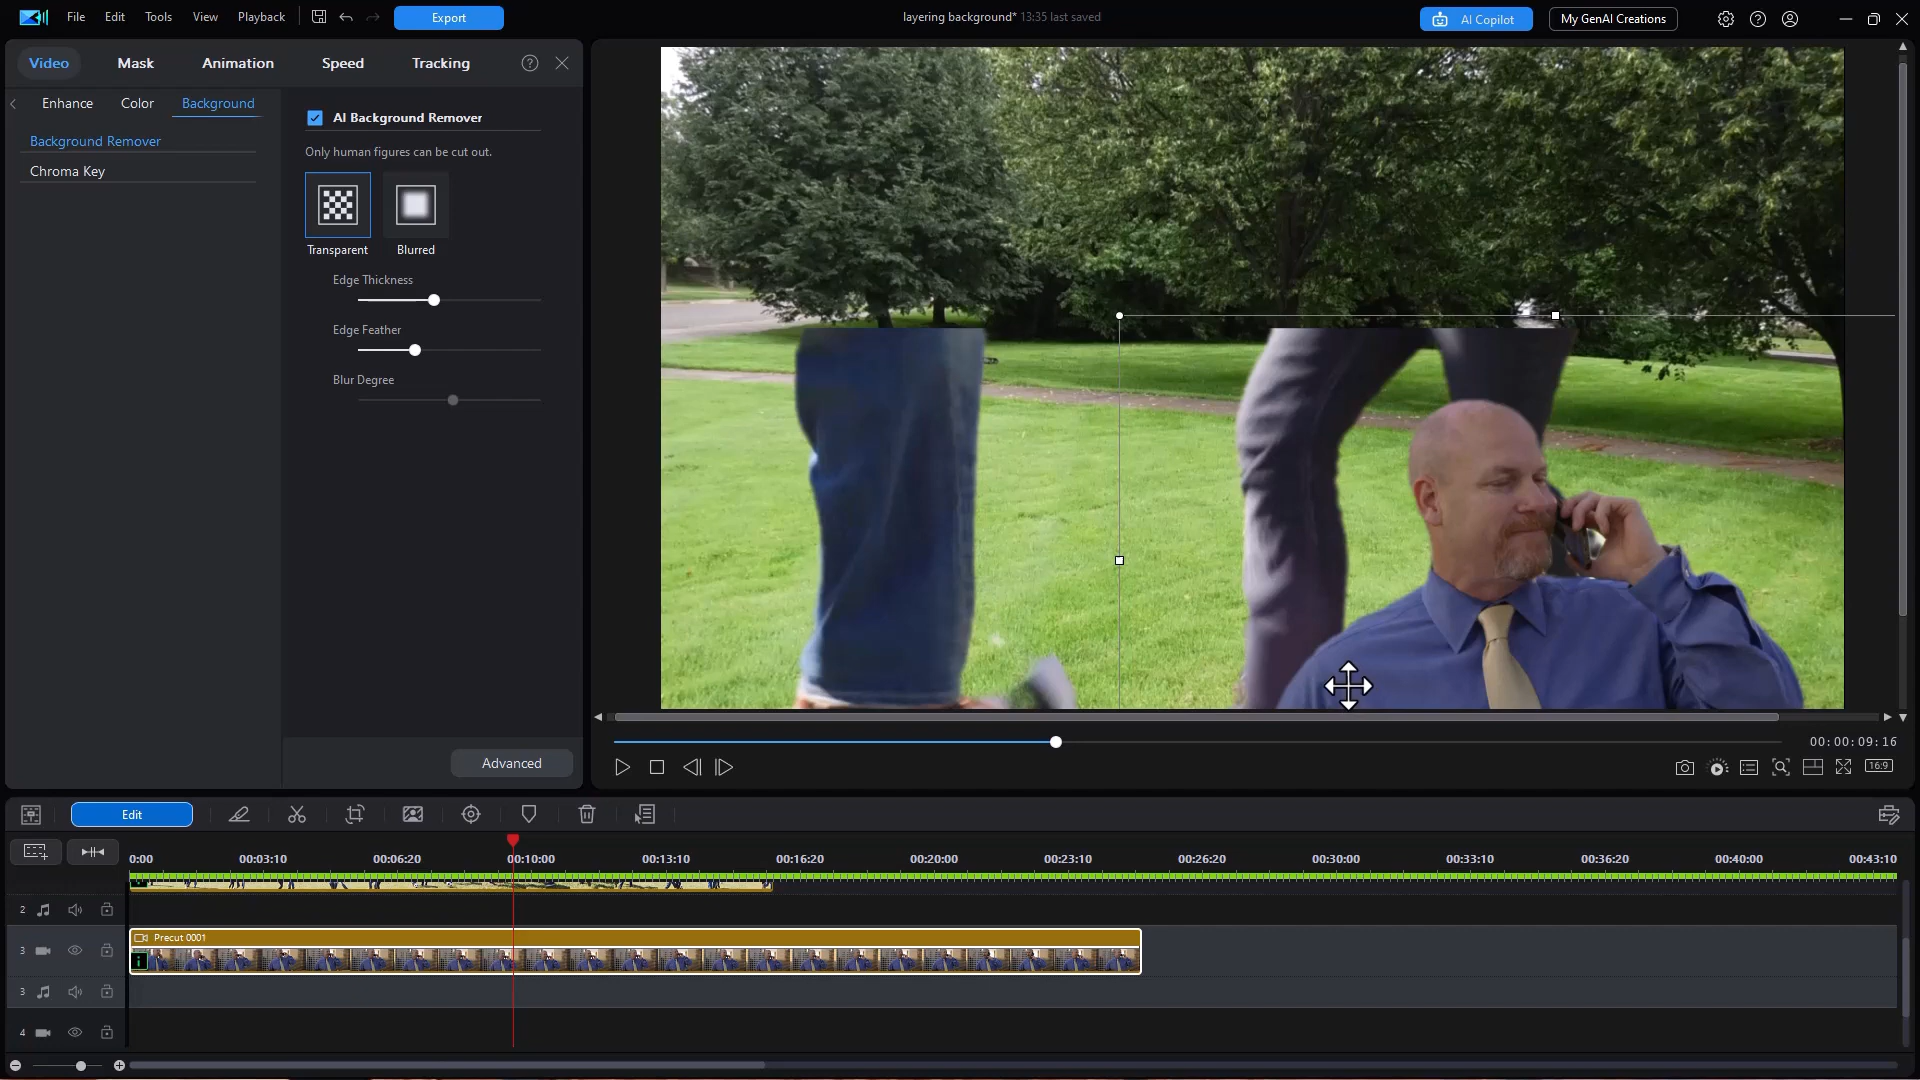 File Edit Tools View Playback Export layering background* 13:35 last saved AI Copilot My GenAI Creations
Video Mask Animation Speed Tracking
Enhance Color Background
Background Remover
Chroma Key
AI Background Remover
Only human figures can be cut out.
Transparent Blurred
Edge Thickness
Edge Feather
Blur Degree
Advanced
00:00:09:16
16:9
Edit
0:00 00:03:10 00:06:20 00:10:00 00:13:10 00:16:20 00:20:00 00:23:10 00:26:20 00:30:00 00:33:10 00:36:20 00:40:00 00:43:10
2
Precut 0001
3
3
4